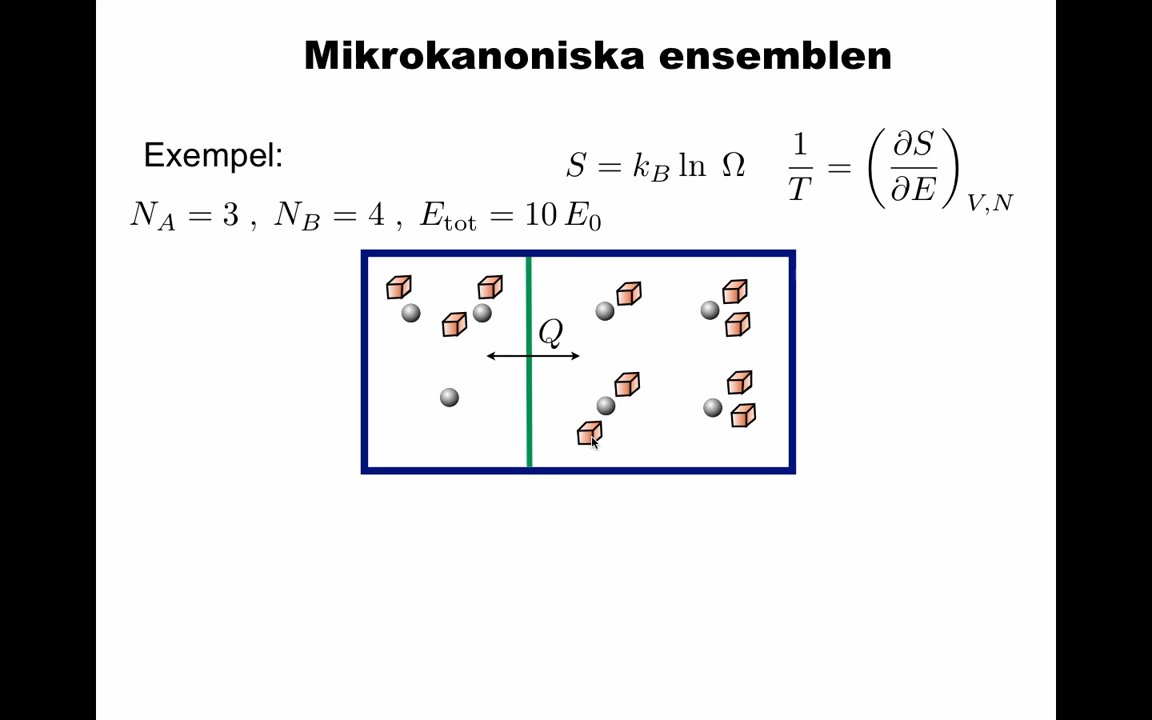 Mikrokanoniska ensemblen
Exempel:
S = k_B ln Ω   1/T = (∂S/∂E)_{V,N}
N_A = 3 , N_B = 4 , E_tot = 10 E_0
Q